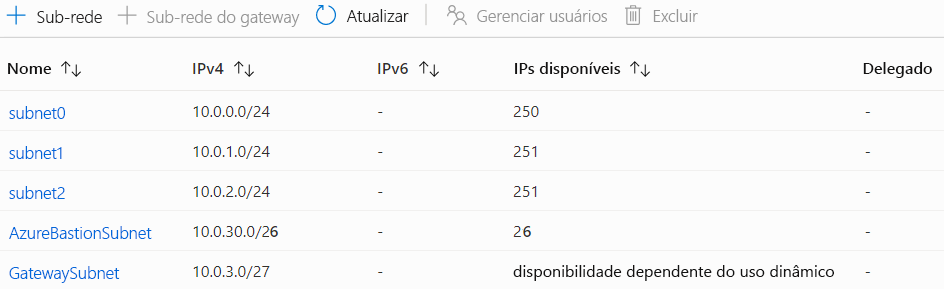 + Sub-rede + Sub-rede do gateway Atualizar Gerenciar usuários Excluir
Nome ↑↓ IPv4 ↑↓ IPv6 ↑↓ IPs disponíveis ↑↓ Delegado
subnet0 10.0.0.0/24 - 250 -
subnet1 10.0.1.0/24 - 251 -
subnet2 10.0.2.0/24 - 251 -
AzureBastionSubnet 10.0.30.0/26 - 26 -
GatewaySubnet 10.0.3.0/27 - disponibilidade dependente do uso dinâmico -